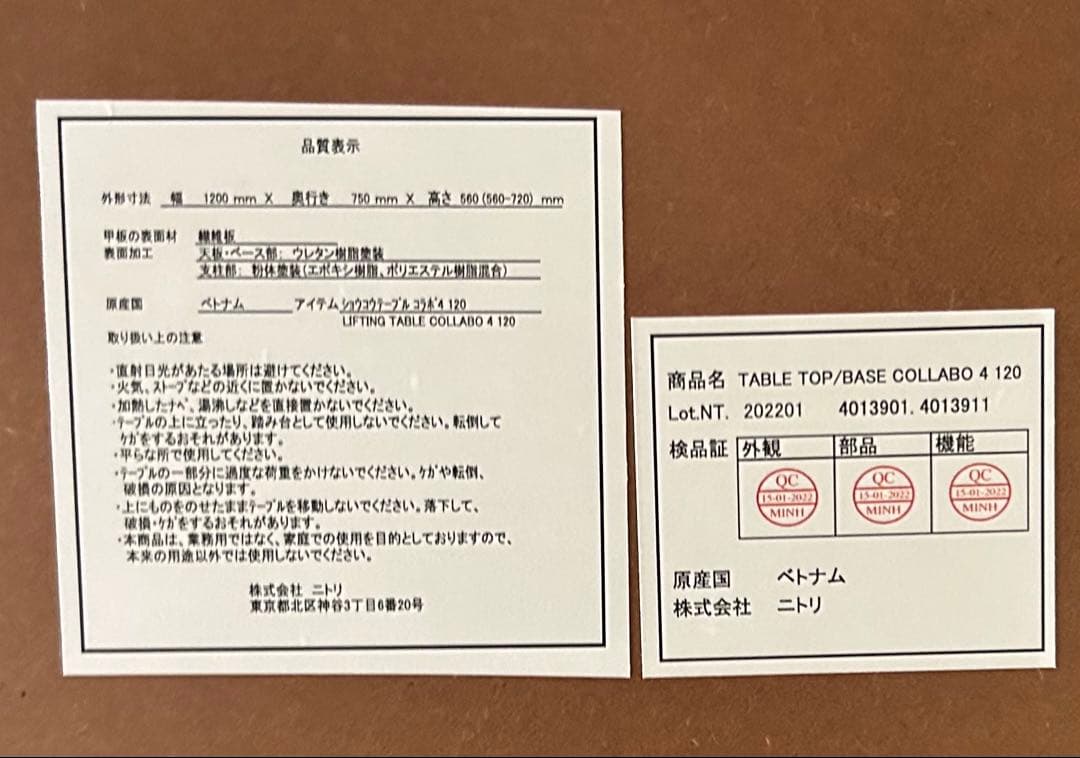 品質表示
外形寸法 幅 1200 mm X 奥行き 750 mm X 高さ 560 (560-720) mm
甲板の表面材 繊維板
表面加工 天板・ベース部: ウレタン樹脂塗装
支柱部: 粉体塗装(エポキシ樹脂、ポリエステル樹脂混合)
原産国 ベトナム アイテム ショウコウテーブル コラボ4 120
LIFTING TABLE COLLABO 4 120
取り扱い上の注意
・直射日光があたる場所は避けてください。
・火気、ストーブなどの近くに置かないでください。
・加熱したナベ、湯沸しなどを直接置かないでください。
・テーブルの上に立ったり、踏み台として使用しないでください。転倒して
ケガをするおそれがあります。
・平らな所で使用してください。
・テーブルの一部分に過度な荷重をかけないでください。ケガや転倒、
破損の原因となります。
・上にものをのせたままテーブルを移動しないでください。落下して、
破損・ケガをするおそれがあります。
・本商品は、業務用ではなく、家庭での使用を目的としておりますので、
本来の用途以外では使用しないでください。
株式会社 ニトリ
東京都北区神谷3丁目6番20号
商品名 TABLE TOP/BASE COLLABO 4 120
Lot.NT. 202201 4013901. 4013911
検品証 外観 部品 機能
QC QC QC
15-01-2022 15-01-2022 15-01-2022
MINH MINH MINH
原産国 ベトナム
株式会社 ニトリ